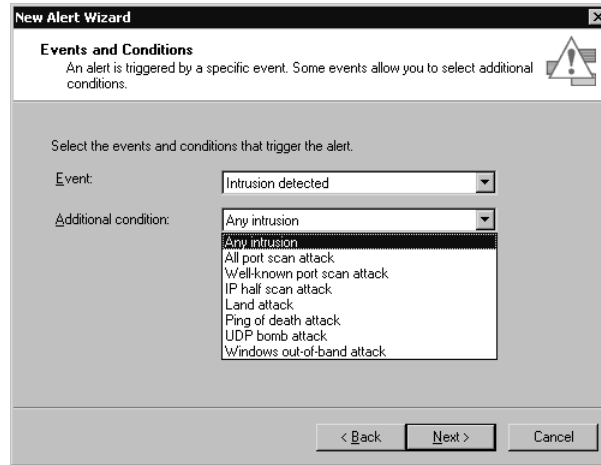 New Alert Wizard
Events and Conditions
An alert is triggered by a specific event. Some events allow you to select additional
conditions.
Select the events and conditions that trigger the alert.
Event: Intrusion detected
Additional condition: Any intrusion
Any intrusion
All port scan attack
Well-known port scan attack
IP half scan attack
Land attack
Ping of death attack
UDP bomb attack
Windows out-of-band attack
< Back Next > Cancel